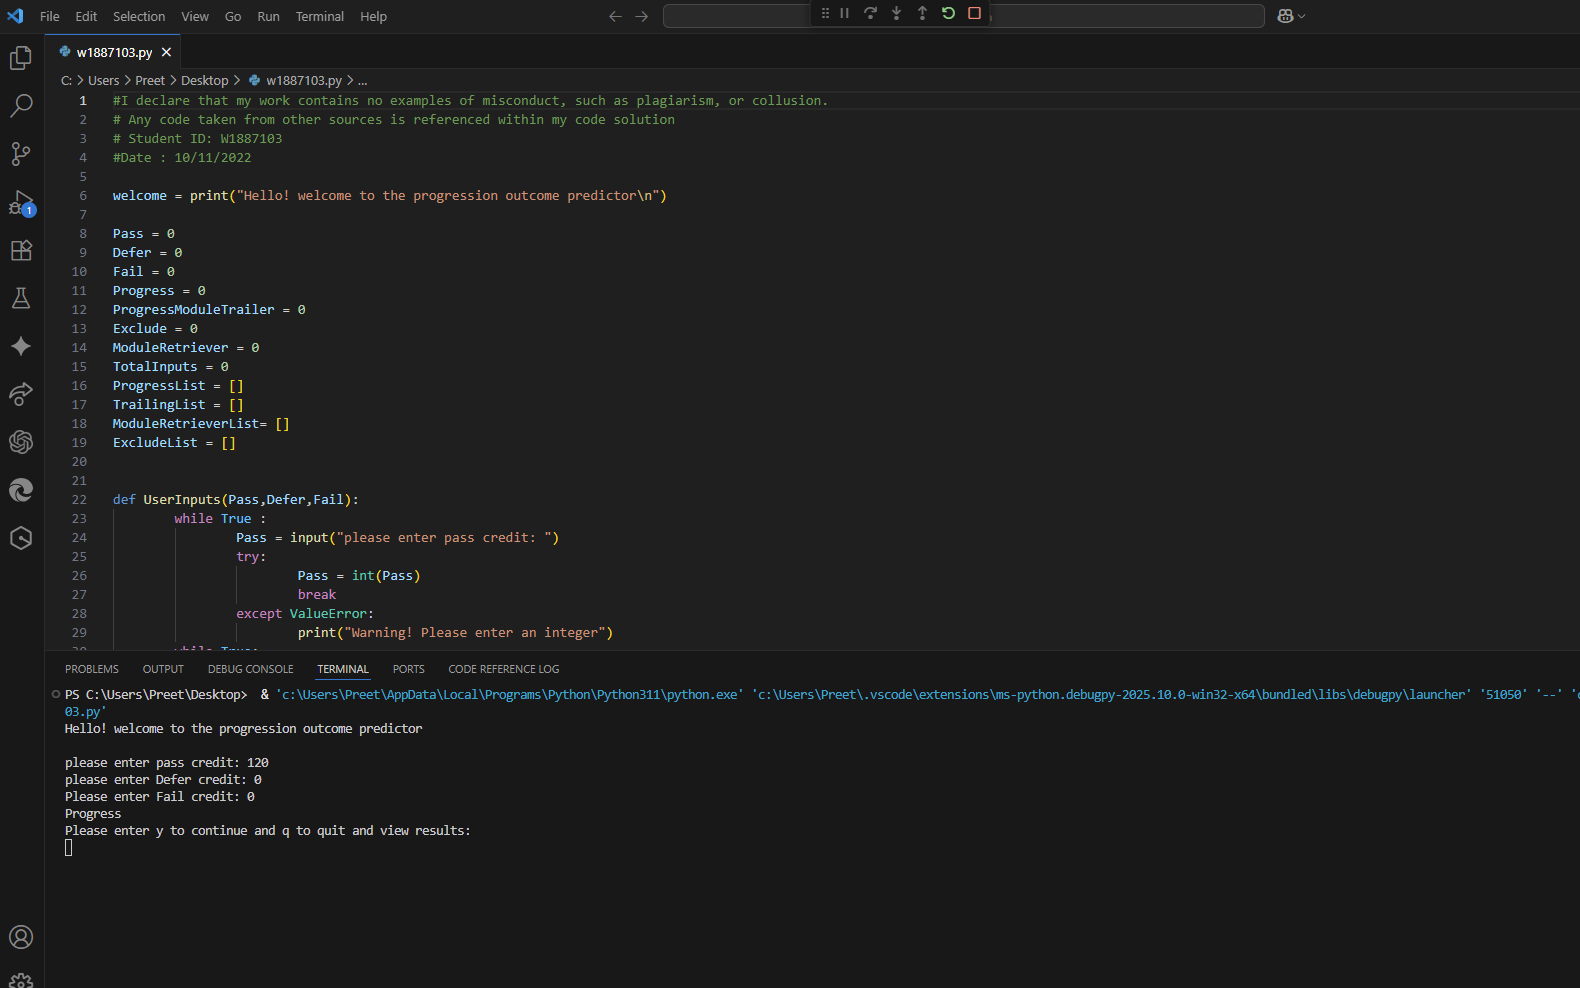 File Edit Selection View Go Run Terminal Help
w1887103.py
C: > Users > Preet > Desktop > w1887103.py > ...
1 #I declare that my work contains no examples of misconduct, such as plagiarism, or collusion.
2 # Any code taken from other sources is referenced within my code solution
3 # Student ID: W1887103
4 #Date : 10/11/2022
5
6 welcome = print("Hello! welcome to the progression outcome predictor\n")
7
8 Pass = 0
9 Defer = 0
10 Fail = 0
11 Progress = 0
12 ProgressModuleTrailer = 0
13 Exclude = 0
14 ModuleRetriever = 0
15 TotalInputs = 0
16 ProgressList = []
17 TrailingList = []
18 ModuleRetrieverList= []
19 ExcludeList = []
20
21
22 def UserInputs(Pass,Defer,Fail):
23 while True :
24 Pass = input("please enter pass credit: ")
25 try:
26 Pass = int(Pass)
27 break
28 except ValueError:
29 print("Warning! Please enter an integer")
1
PROBLEMS OUTPUT DEBUG CONSOLE TERMINAL PORTS CODE REFERENCE LOG
PS C:\Users\Preet\Desktop> & 'c:\Users\Preet\AppData\Local\Programs\Python\Python311\python.exe' 'c:\Users\Preet\.vscode\extensions\ms-python.debugpy-2025.10.0-win32-x64\bundled\libs\debugpy\launcher' '51050' '--'
03.py'
Hello! welcome to the progression outcome predictor
please enter pass credit: 120
please enter Defer credit: 0
Please enter Fail credit: 0
Progress
Please enter y to continue and q to quit and view results: